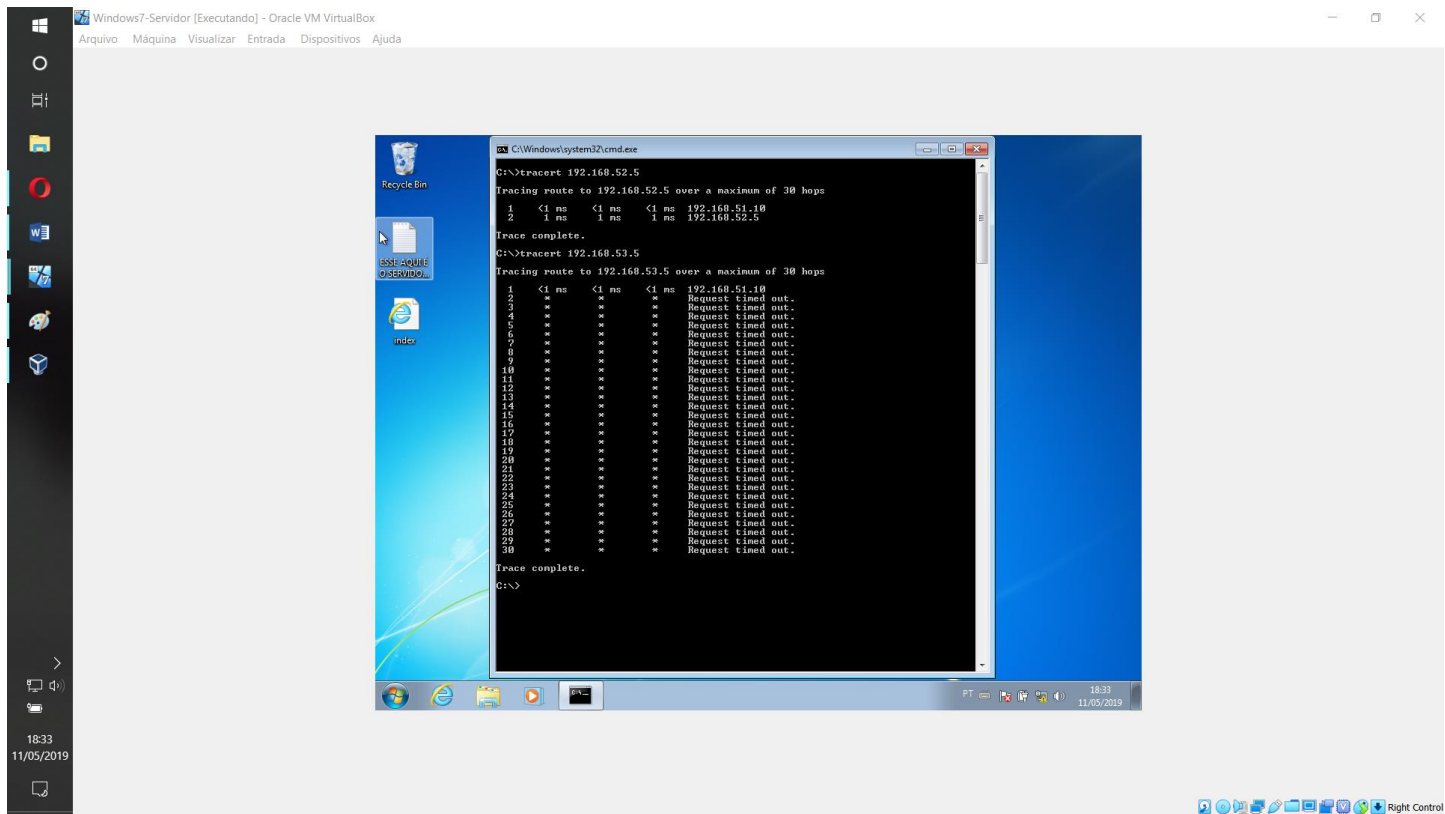 Windows7-Servidor [Executando] - Oracle VM VirtualBox
Arquivo Máquina Visualizar Entrada Dispositivos Ajuda
Recycle Bin
ESSE AQUI É
O SERVIDO...
index
C:\Windows\system32\cmd.exe
C:\>tracert 192.168.52.5
Tracing route to 192.168.52.5 over a maximum of 30 hops
1 <1 ms <1 ms <1 ms 192.168.51.10
2 1 ms 1 ms 1 ms 192.168.52.5
Trace complete.
C:\>tracert 192.168.53.5
Tracing route to 192.168.53.5 over a maximum of 30 hops
1 <1 ms <1 ms <1 ms 192.168.51.10
2 * * * Request timed out.
3 * * * Request timed out.
4 * * * Request timed out.
5 * * * Request timed out.
6 * * * Request timed out.
7 * * * Request timed out.
8 * * * Request timed out.
9 * * * Request timed out.
10 * * * Request timed out.
11 * * * Request timed out.
12 * * * Request timed out.
13 * * * Request timed out.
14 * * * Request timed out.
15 * * * Request timed out.
16 * * * Request timed out.
17 * * * Request timed out.
18 * * * Request timed out.
19 * * * Request timed out.
20 * * * Request timed out.
21 * * * Request timed out.
22 * * * Request timed out.
23 * * * Request timed out.
24 * * * Request timed out.
25 * * * Request timed out.
26 * * * Request timed out.
27 * * * Request timed out.
28 * * * Request timed out.
29 * * * Request timed out.
30 * * * Request timed out.
Trace complete.
C:\>
PT
18:33
11/05/2019
18:33
11/05/2019
Right Control